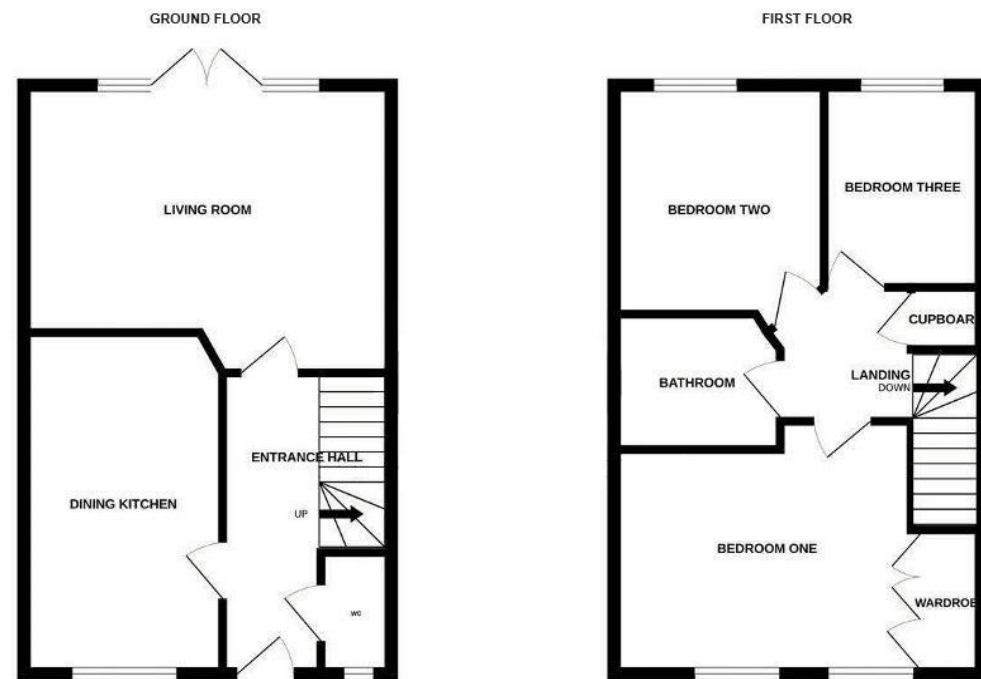 GROUND FLOOR
LIVING ROOM
DINING KITCHEN
ENTRANCE HALL
UP
WC
FIRST FLOOR
BEDROOM TWO
BEDROOM THREE
CUPBOAR
BATHROOM
LANDING
DOWN
BEDROOM ONE
WARDROBE